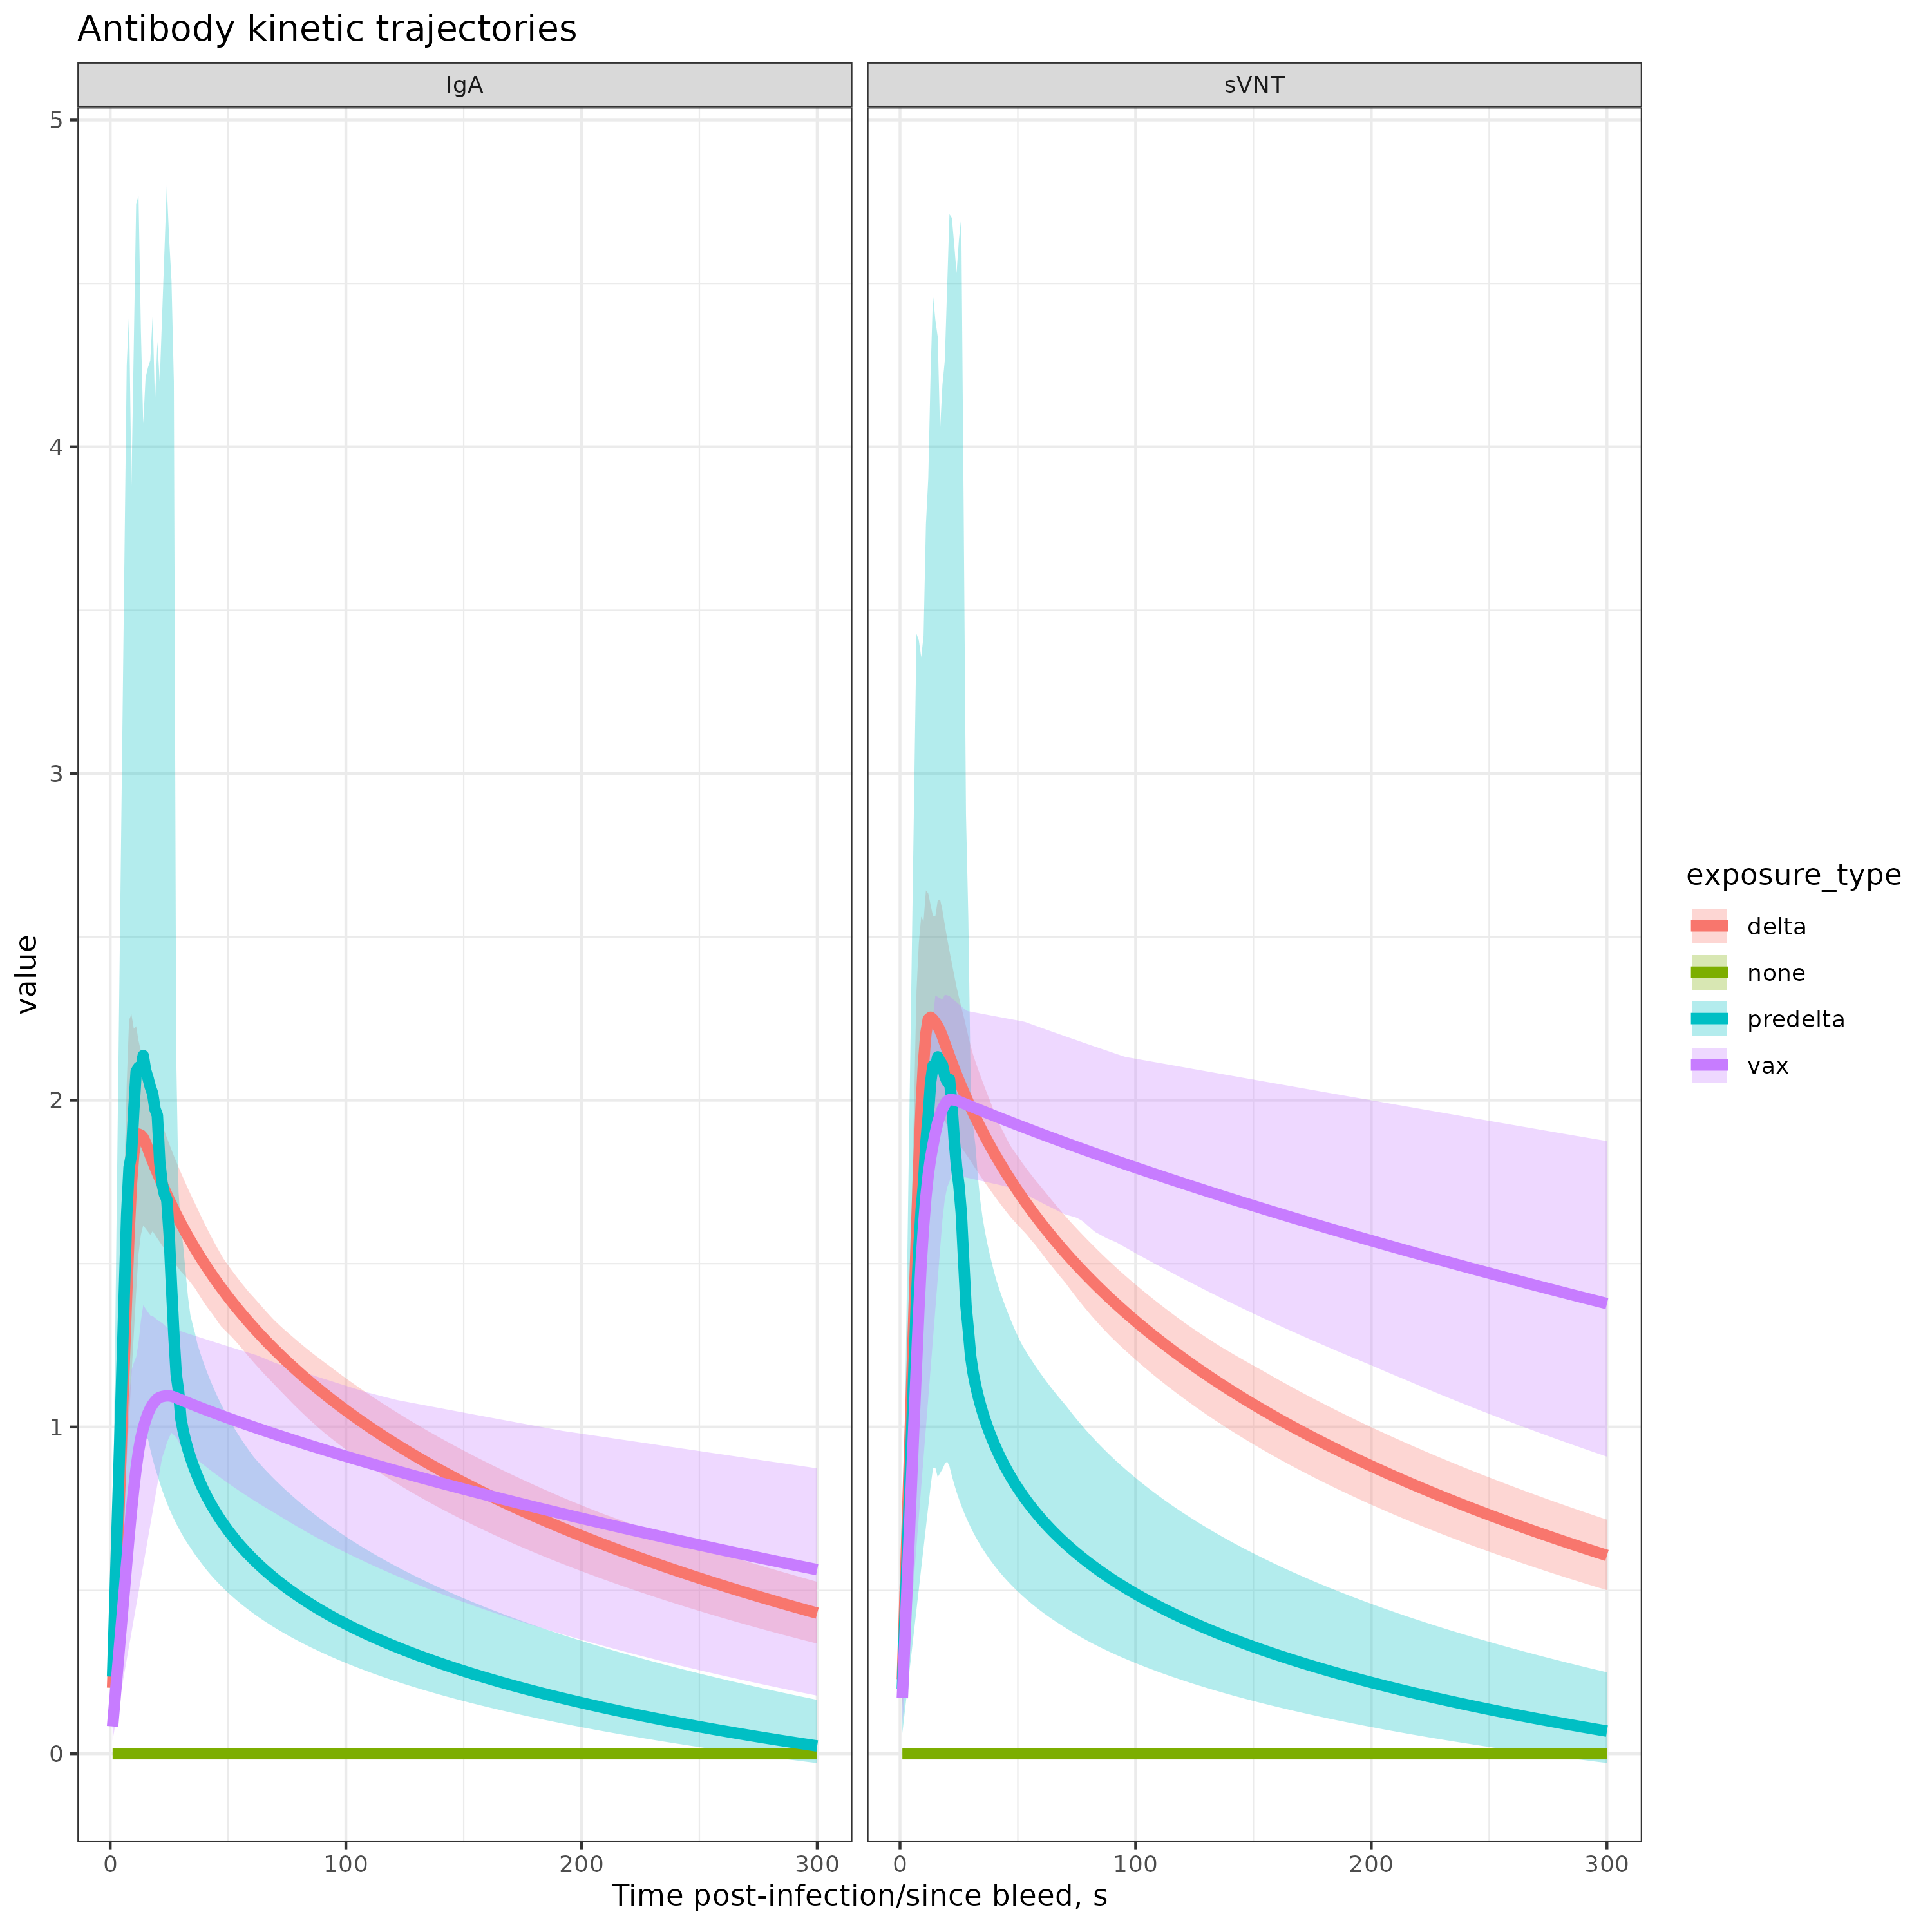 Antibody kinetic trajectories
IgA
sVNT
5
4
3
2
1
0
value
0 100 200 300
0 100 200 300
Time post-infection/since bleed, s
exposure_type
delta
none
predelta
vax